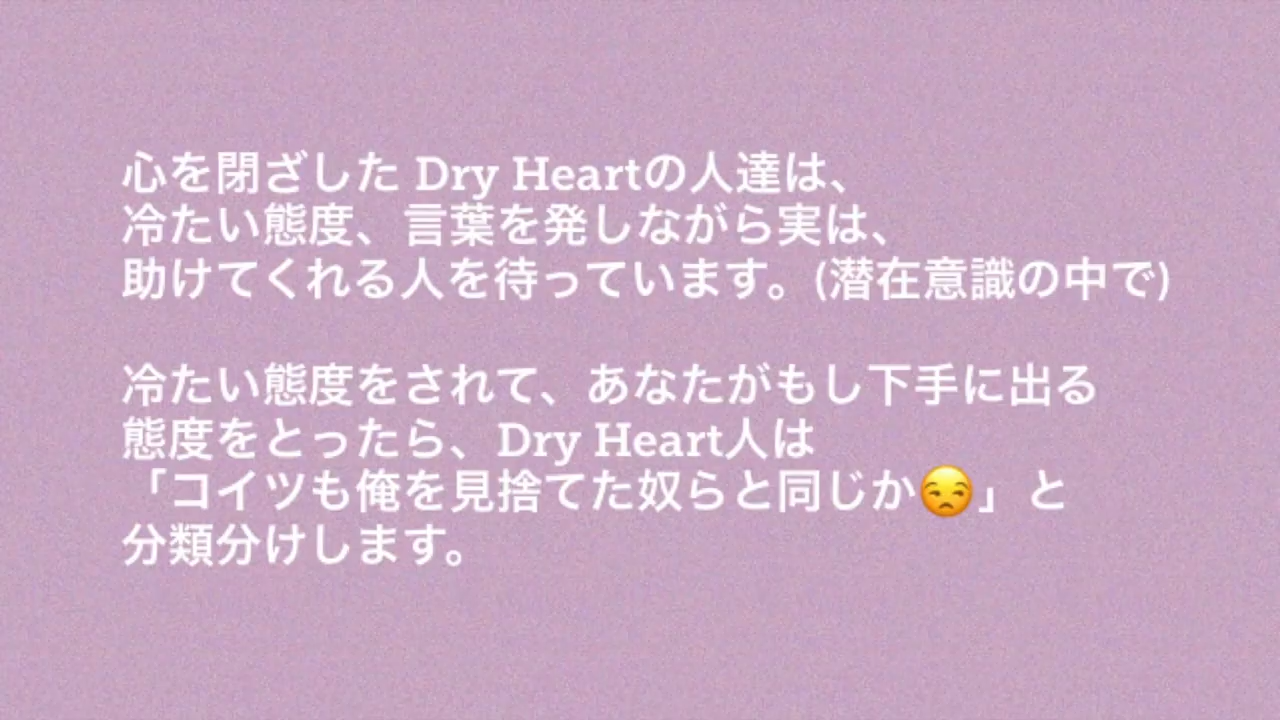 心を閉ざした Dry Heartの人達は、
冷たい態度、言葉を発しながら実は、
助けてくれる人を待っています。(潜在意識の中で)
冷たい態度をされて、あなたがもし下手に出る
態度をとったら、Dry Heart人は
「コイツも俺を見捨てた奴らと同じか😒」と
分類分けします。